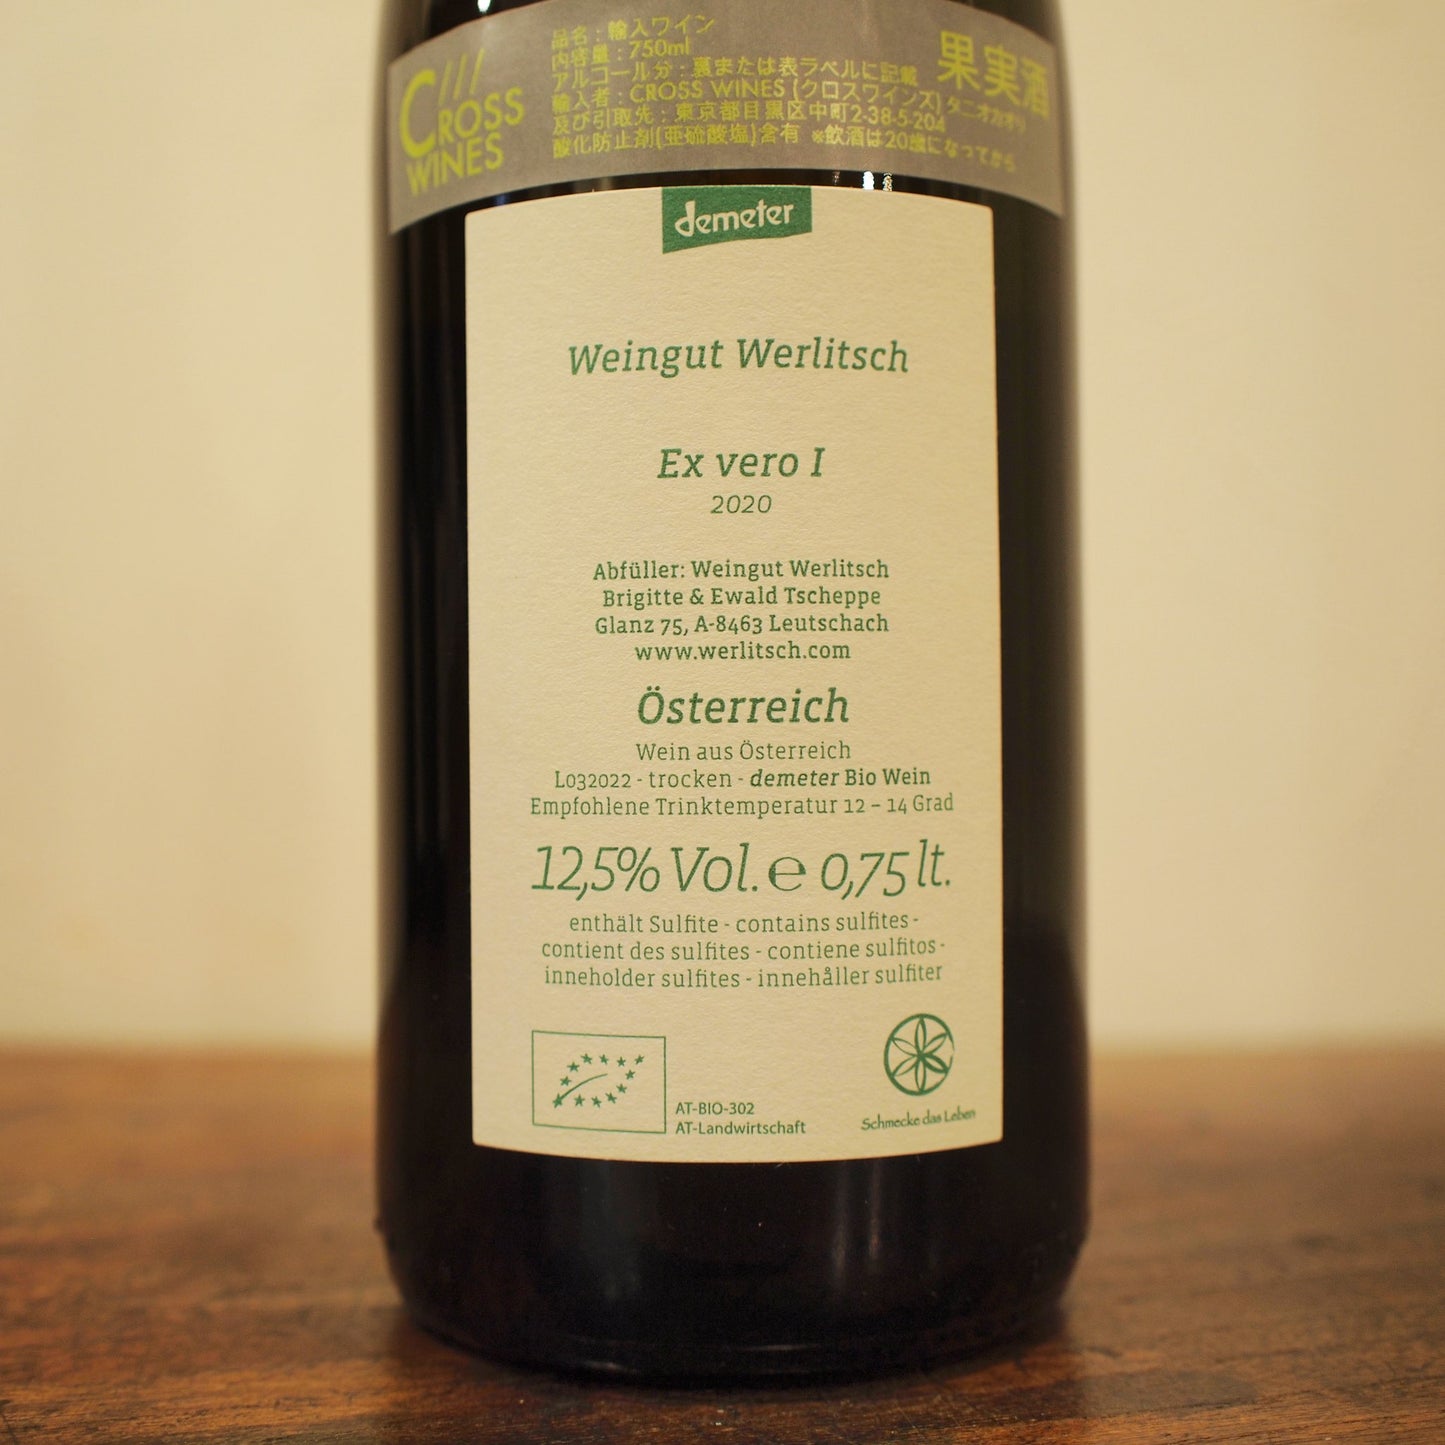 CROSS
WINES
品名:輸入ワイン
内容量:750ml
アルコール分:裏または表ラベルに記載
輸入者:CROSS WINES (クロスワインズ) タニオカオリ
及び引取先:東京都目黒区中町2-38-5-204
酸化防止剤(亜硫酸塩)含有 ※飲酒は20歳になってから
果実酒
demeter
Weingut Werlitsch
Ex vero I
2020
Abfüller: Weingut Werlitsch
Brigitte & Ewald Tscheppe
Glanz 75, A-8463 Leutschach
www.werlitsch.com
Österreich
Wein aus Österreich
L032022 - trocken - demeter Bio Wein
Empfohlene Trinktemperatur 12 – 14 Grad
12,5% Vol. ℮ 0,75 lt.
enthält Sulfite - contains sulfites -
contient des sulfites - contiene sulfitos -
inneholder sulfites - innehåller sulfiter
AT-BIO-302
AT-Landwirtschaft
Schmecke das Leben